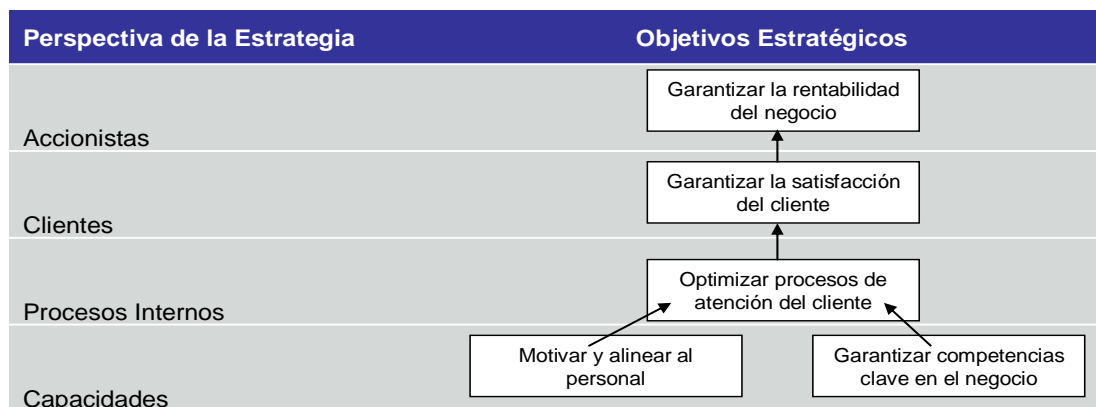 Perspectiva de la Estrategia
Objetivos Estratégicos
Garantizar la rentabilidad
del negocio
Accionistas
Garantizar la satisfacción
del cliente
Clientes
Optimizar procesos de
atención del cliente
Procesos Internos
Motivar y alinear al
personal
Garantizar competencias
clave en el negocio
Capacidades